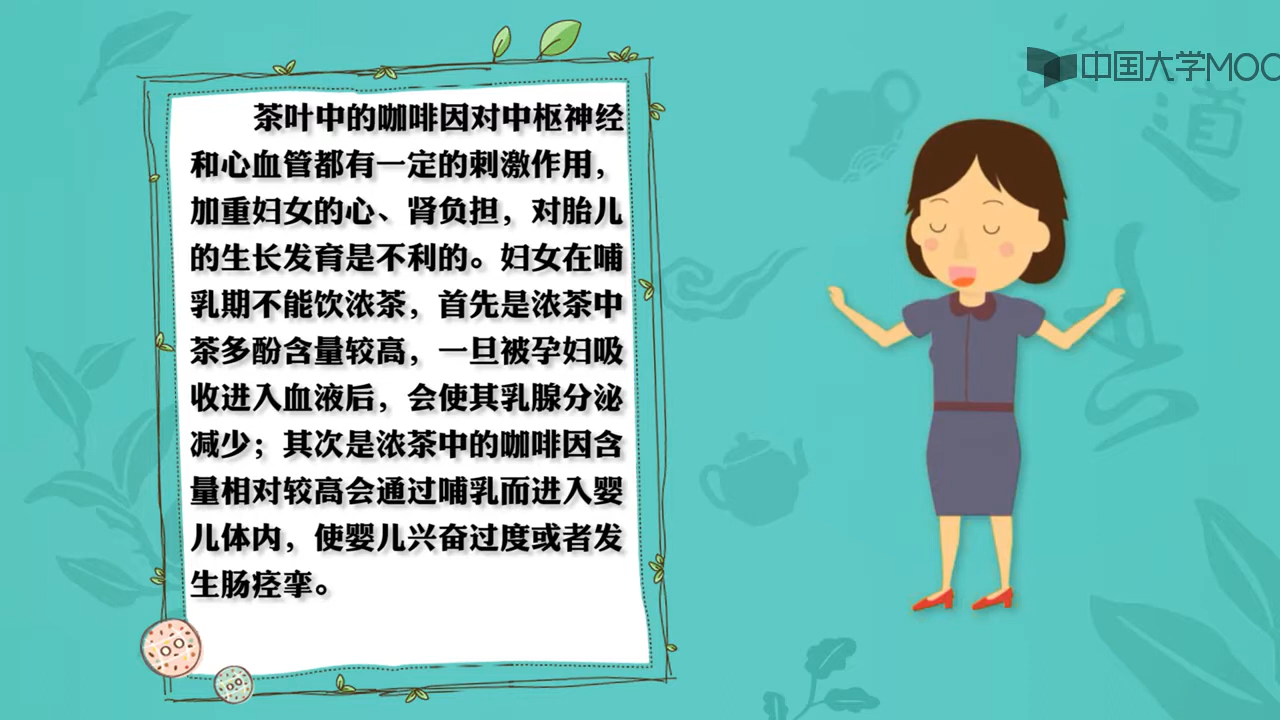 中国大学MOO
茶叶中的咖啡因对中枢神经
和心血管都有一定的刺激作用，
加重妇女的心、肾负担，对胎儿
的生长发育是不利的。妇女在哺
乳期不能饮浓茶，首先是浓茶中
茶多酚含量较高，一旦被孕妇吸
收进入血液后，会使其乳腺分泌
减少；其次是浓茶中的咖啡因含
量相对较高会通过哺乳而进入婴
儿体内，使婴儿兴奋过度或者发
生肠痉挛。
道